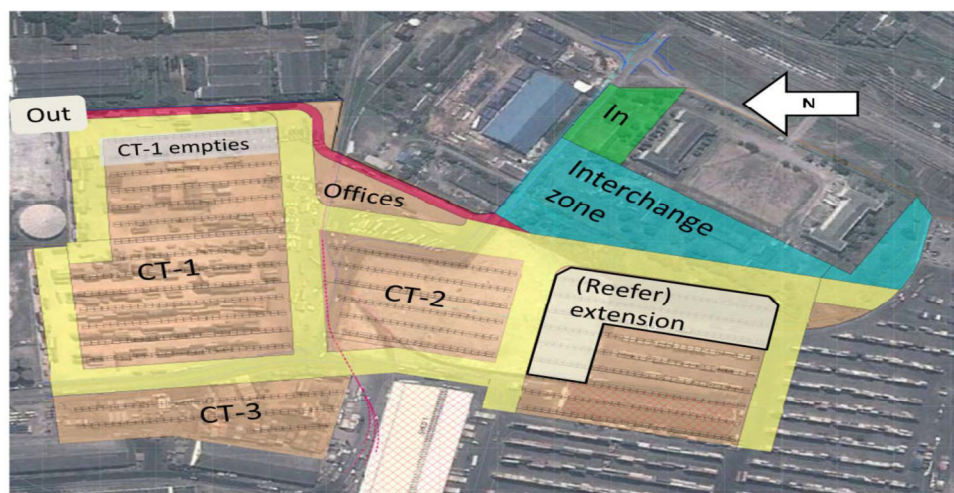 Out
In
N
CT-1 empties
Interchange
zone
Offices
CT-1
CT-2
(Reefer)
extension
CT-3